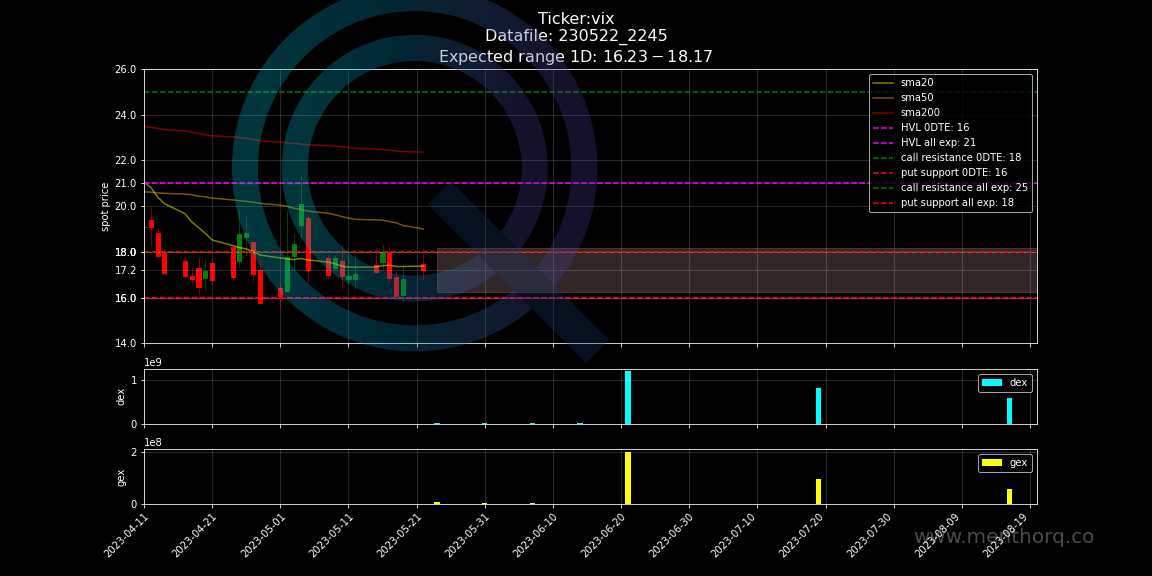 Ticker:vix
Datafile: 230522_2245
Expected range 1D: 16.23 − 18.17
26.0
24.0
22.0
21.0
20.0
18.0
17.2
16.0
14.0
spot price
sma20
sma50
sma200
HVL 0DTE: 16
HVL all exp: 21
call resistance 0DTE: 18
put support 0DTE: 16
call resistance all exp: 25
put support all exp: 18
1e9
1
0
dex
dex
1e8
2
0
gex
gex
2023-04-11
2023-04-21
2023-05-01
2023-05-11
2023-05-21
2023-05-31
2023-06-10
2023-06-20
2023-06-30
2023-07-10
2023-07-20
2023-07-30
2023-08-09
2023-08-19
www.menthorq.co